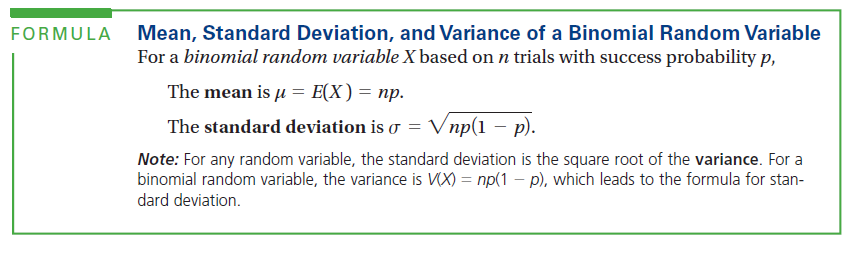 FORMULA Mean, Standard Deviation, and Variance of a Binomial Random Variable
For a binomial random variable X based on n trials with success probability p,
The mean is μ = E(X) = np.
The standard deviation is σ = √np(1 − p).
Note: For any random variable, the standard deviation is the square root of the variance. For a
binomial random variable, the variance is V(X) = np(1 − p), which leads to the formula for stan-
dard deviation.